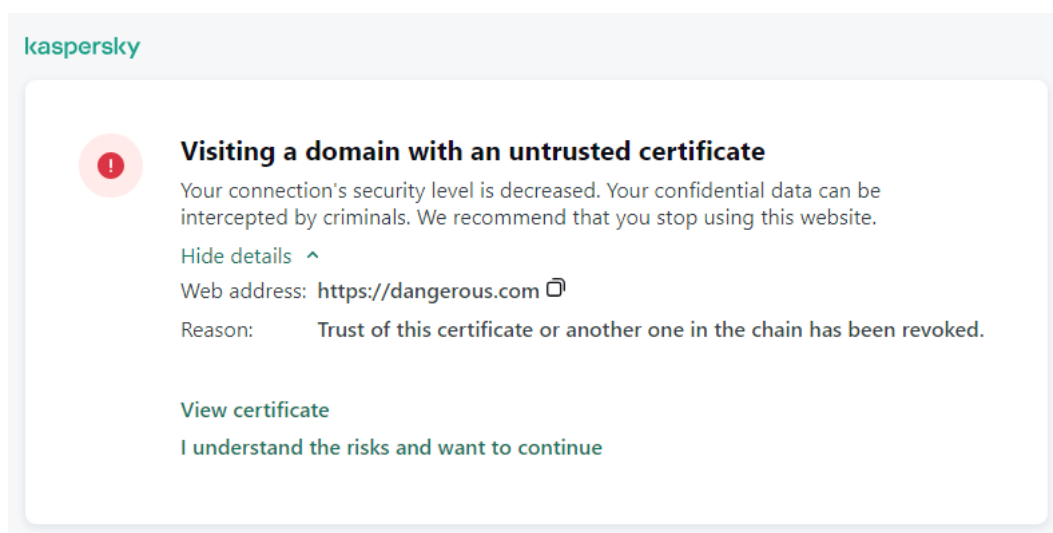 kaspersky
Visiting a domain with an untrusted certificate
Your connection's security level is decreased. Your confidential data can be
intercepted by criminals. We recommend that you stop using this website.
Hide details
Web address: https://dangerous.com
Reason: Trust of this certificate or another one in the chain has been revoked.
View certificate
I understand the risks and want to continue